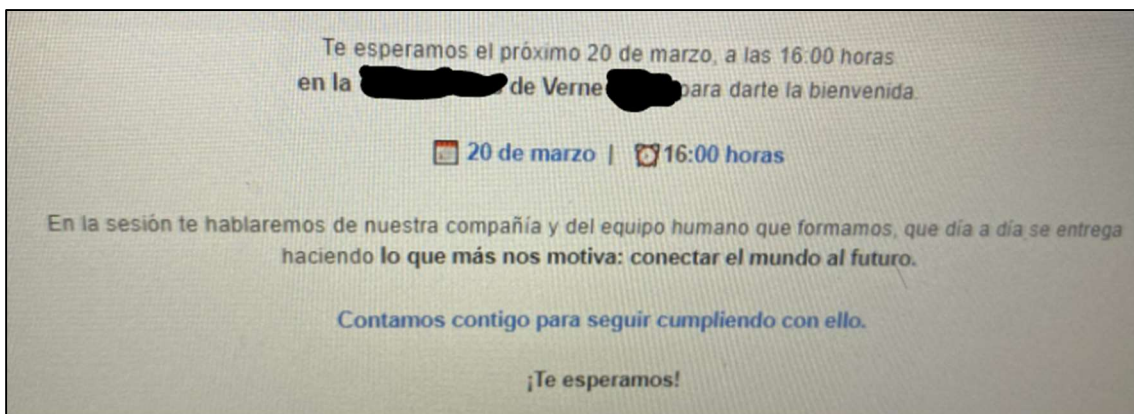 Te esperamos el próximo 20 de marzo, a las 16:00 horas
en la de Verne para darte la bienvenida.
20 de marzo | 16:00 horas
En la sesión te hablaremos de nuestra compañía y del equipo humano que formamos, que día a día se entrega
haciendo lo que más nos motiva: conectar el mundo al futuro.
Contamos contigo para seguir cumpliendo con ello.
¡Te esperamos!